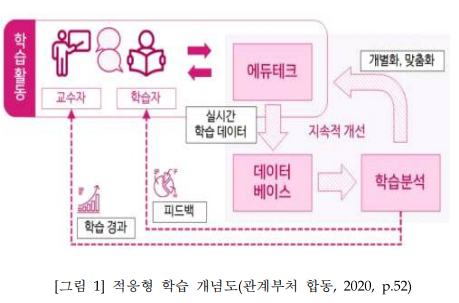 학습활동
교수자
학습자
에듀테크
개별화, 맞춤화
실시간
학습 데이터
지속적 개선
데이터
베이스
학습분석
피드백
학습 경과
[그림 1] 적응형 학습 개념도(관계부처 합동, 2020, p.52)